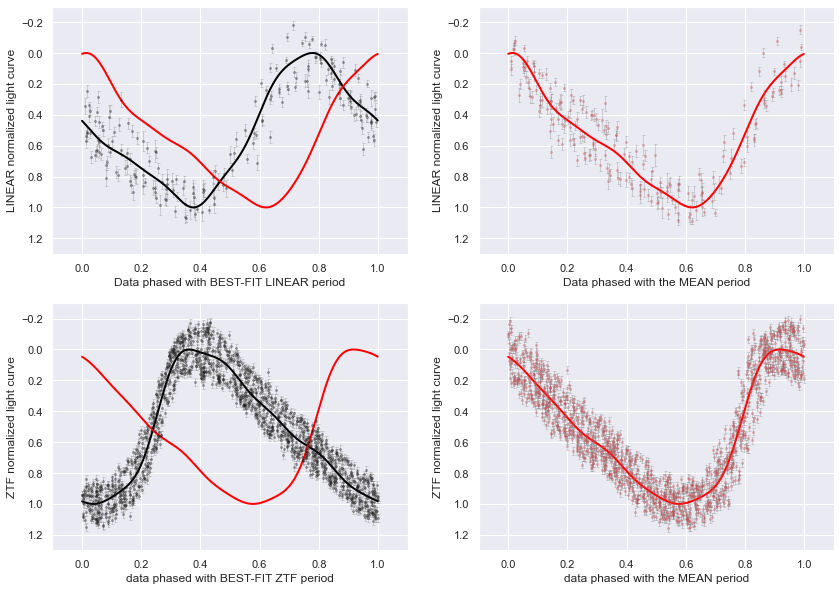 −0.2
0.0
0.2
0.4
0.6
0.8
1.0
1.2
LINEAR normalized light curve
0.0 0.2 0.4 0.6 0.8 1.0
Data phased with BEST-FIT LINEAR period
−0.2
0.0
0.2
0.4
0.6
0.8
1.0
1.2
LINEAR normalized light curve
0.0 0.2 0.4 0.6 0.8 1.0
Data phased with the MEAN period
−0.2
0.0
0.2
0.4
0.6
0.8
1.0
1.2
ZTF normalized light curve
0.0 0.2 0.4 0.6 0.8 1.0
data phased with BEST-FIT ZTF period
−0.2
0.0
0.2
0.4
0.6
0.8
1.0
1.2
ZTF normalized light curve
0.0 0.2 0.4 0.6 0.8 1.0
data phased with the MEAN period